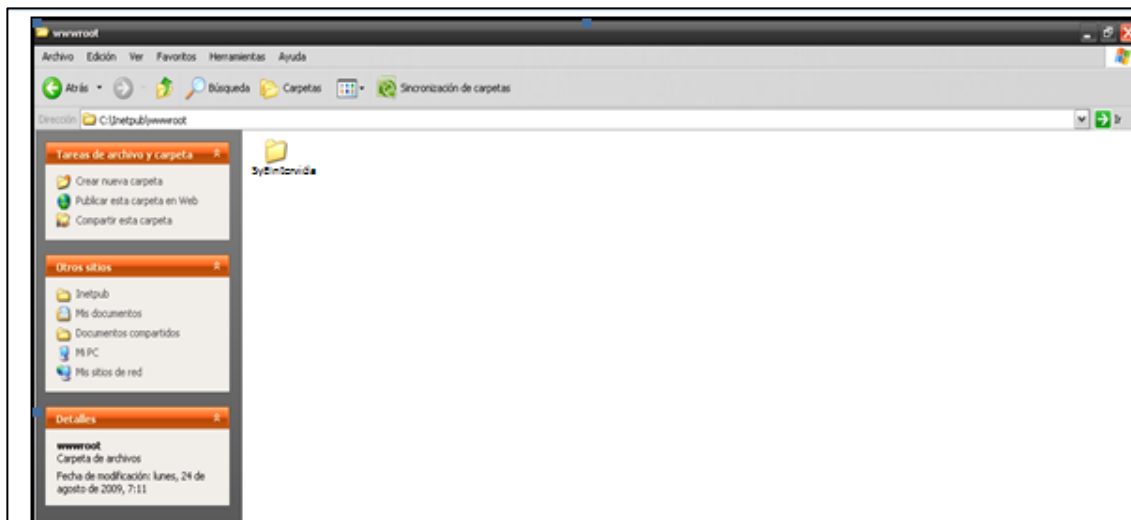 wwwroot
Archivo Edición Ver Favoritos Herramientas Ayuda
Atrás Búsqueda Carpetas Sincronización de carpetas
Dirección C:\Inetpub\wwwroot Ir
Tareas de archivo y carpeta
Crear nueva carpeta
Publicar esta carpeta en Web
Compartir esta carpeta
Otros sitios
Inetpub
Mis documentos
Documentos compartidos
Mi PC
Mis sitios de red
Detalles
wwwroot
Carpeta de archivos
Fecha de modificación: lunes, 24 de
agosto de 2009, 7:11